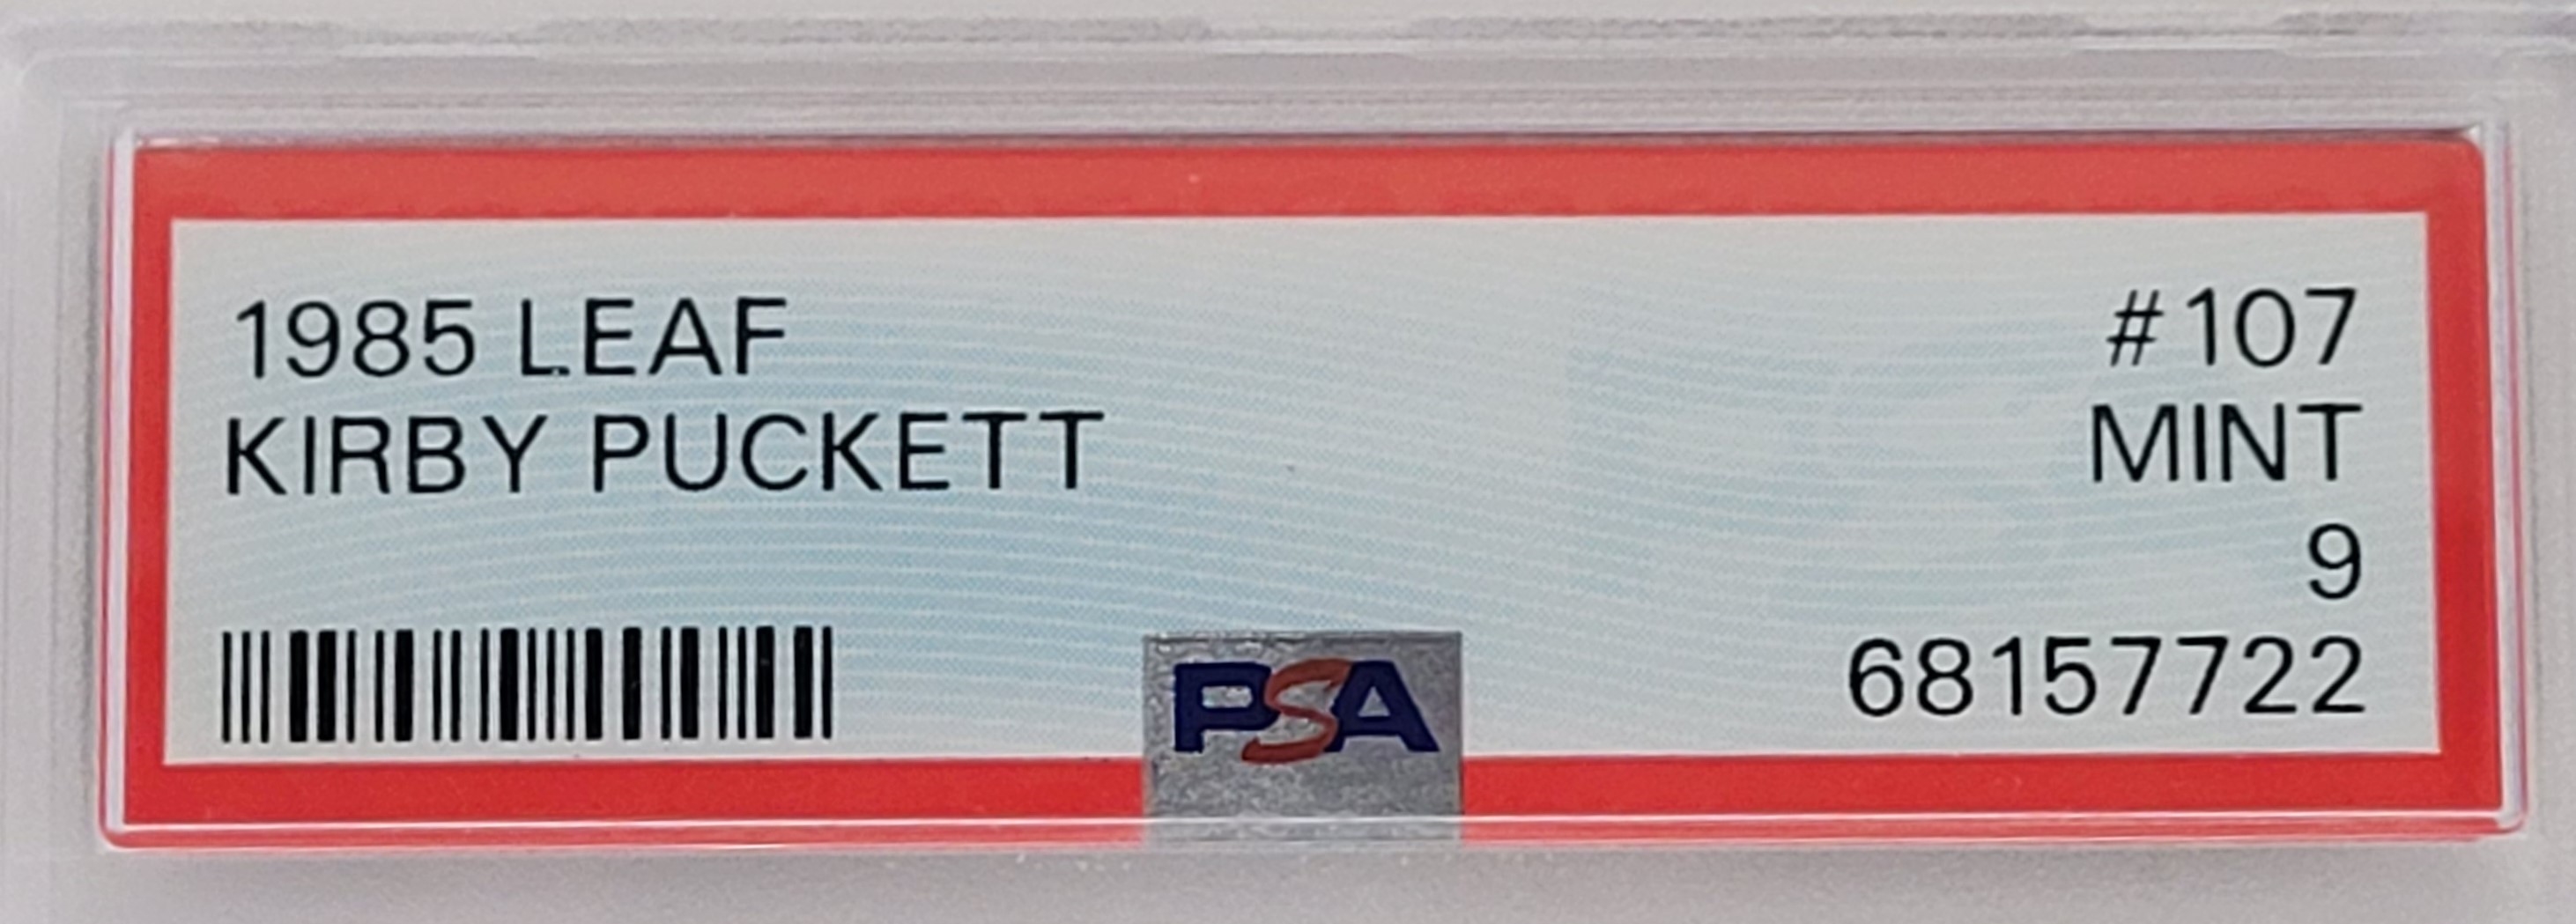 1985 LEAF #107
KIRBY PUCKETT MINT
9
68157722
PSA